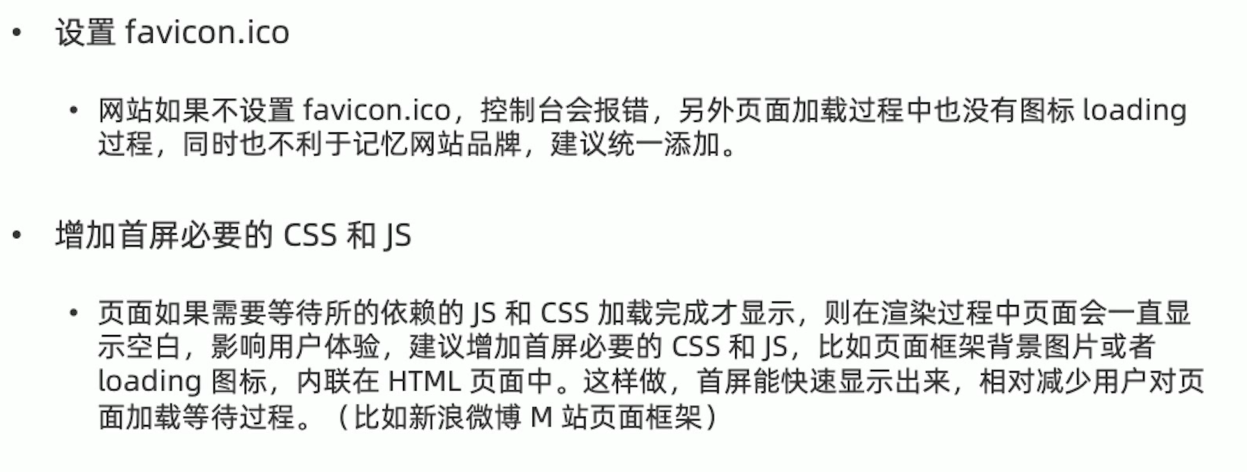 • 设置 favicon.ico
• 网站如果不设置 favicon.ico，控制台会报错，另外页面加载过程中也没有图标 loading
过程，同时也不利于记忆网站品牌，建议统一添加。
• 增加首屏必要的 CSS 和 JS
• 页面如果需要等待所的依赖的 JS 和 CSS 加载完成才显示，则在渲染过程中页面会一直显
示空白，影响用户体验，建议增加首屏必要的 CSS 和 JS，比如页面框架背景图片或者
loading 图标，内联在 HTML 页面中。这样做，首屏能快速显示出来，相对减少用户对页
面加载等待过程。（比如新浪微博 M 站页面框架）